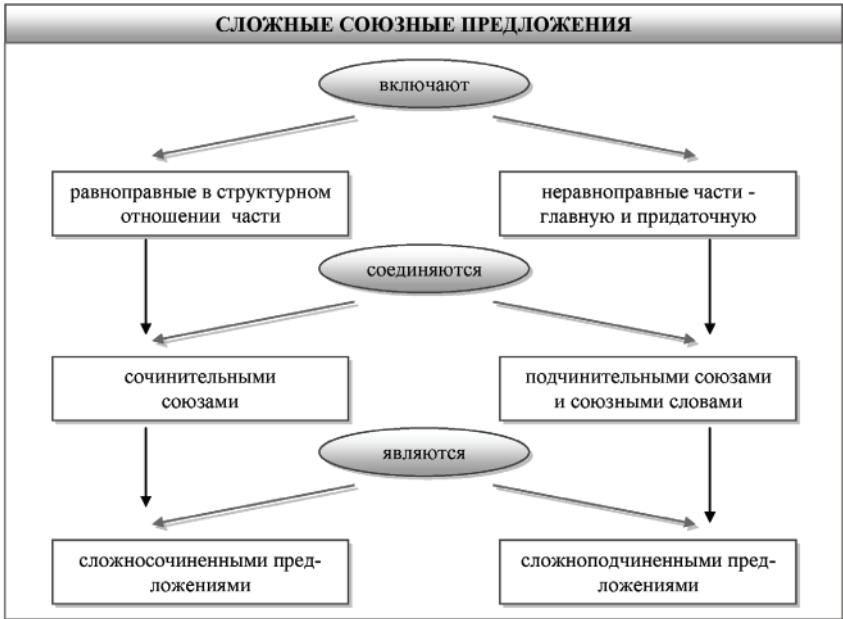 СЛОЖНЫЕ СОЮЗНЫЕ ПРЕДЛОЖЕНИЯ
включают
равноправные в структурном
отношении части
неравноправные части -
главную и придаточную
соединяются
сочинительными
союзами
подчинительными союзами
и союзными словами
являются
сложносочиненными пред-
ложениями
сложноподчиненными пред-
ложениями